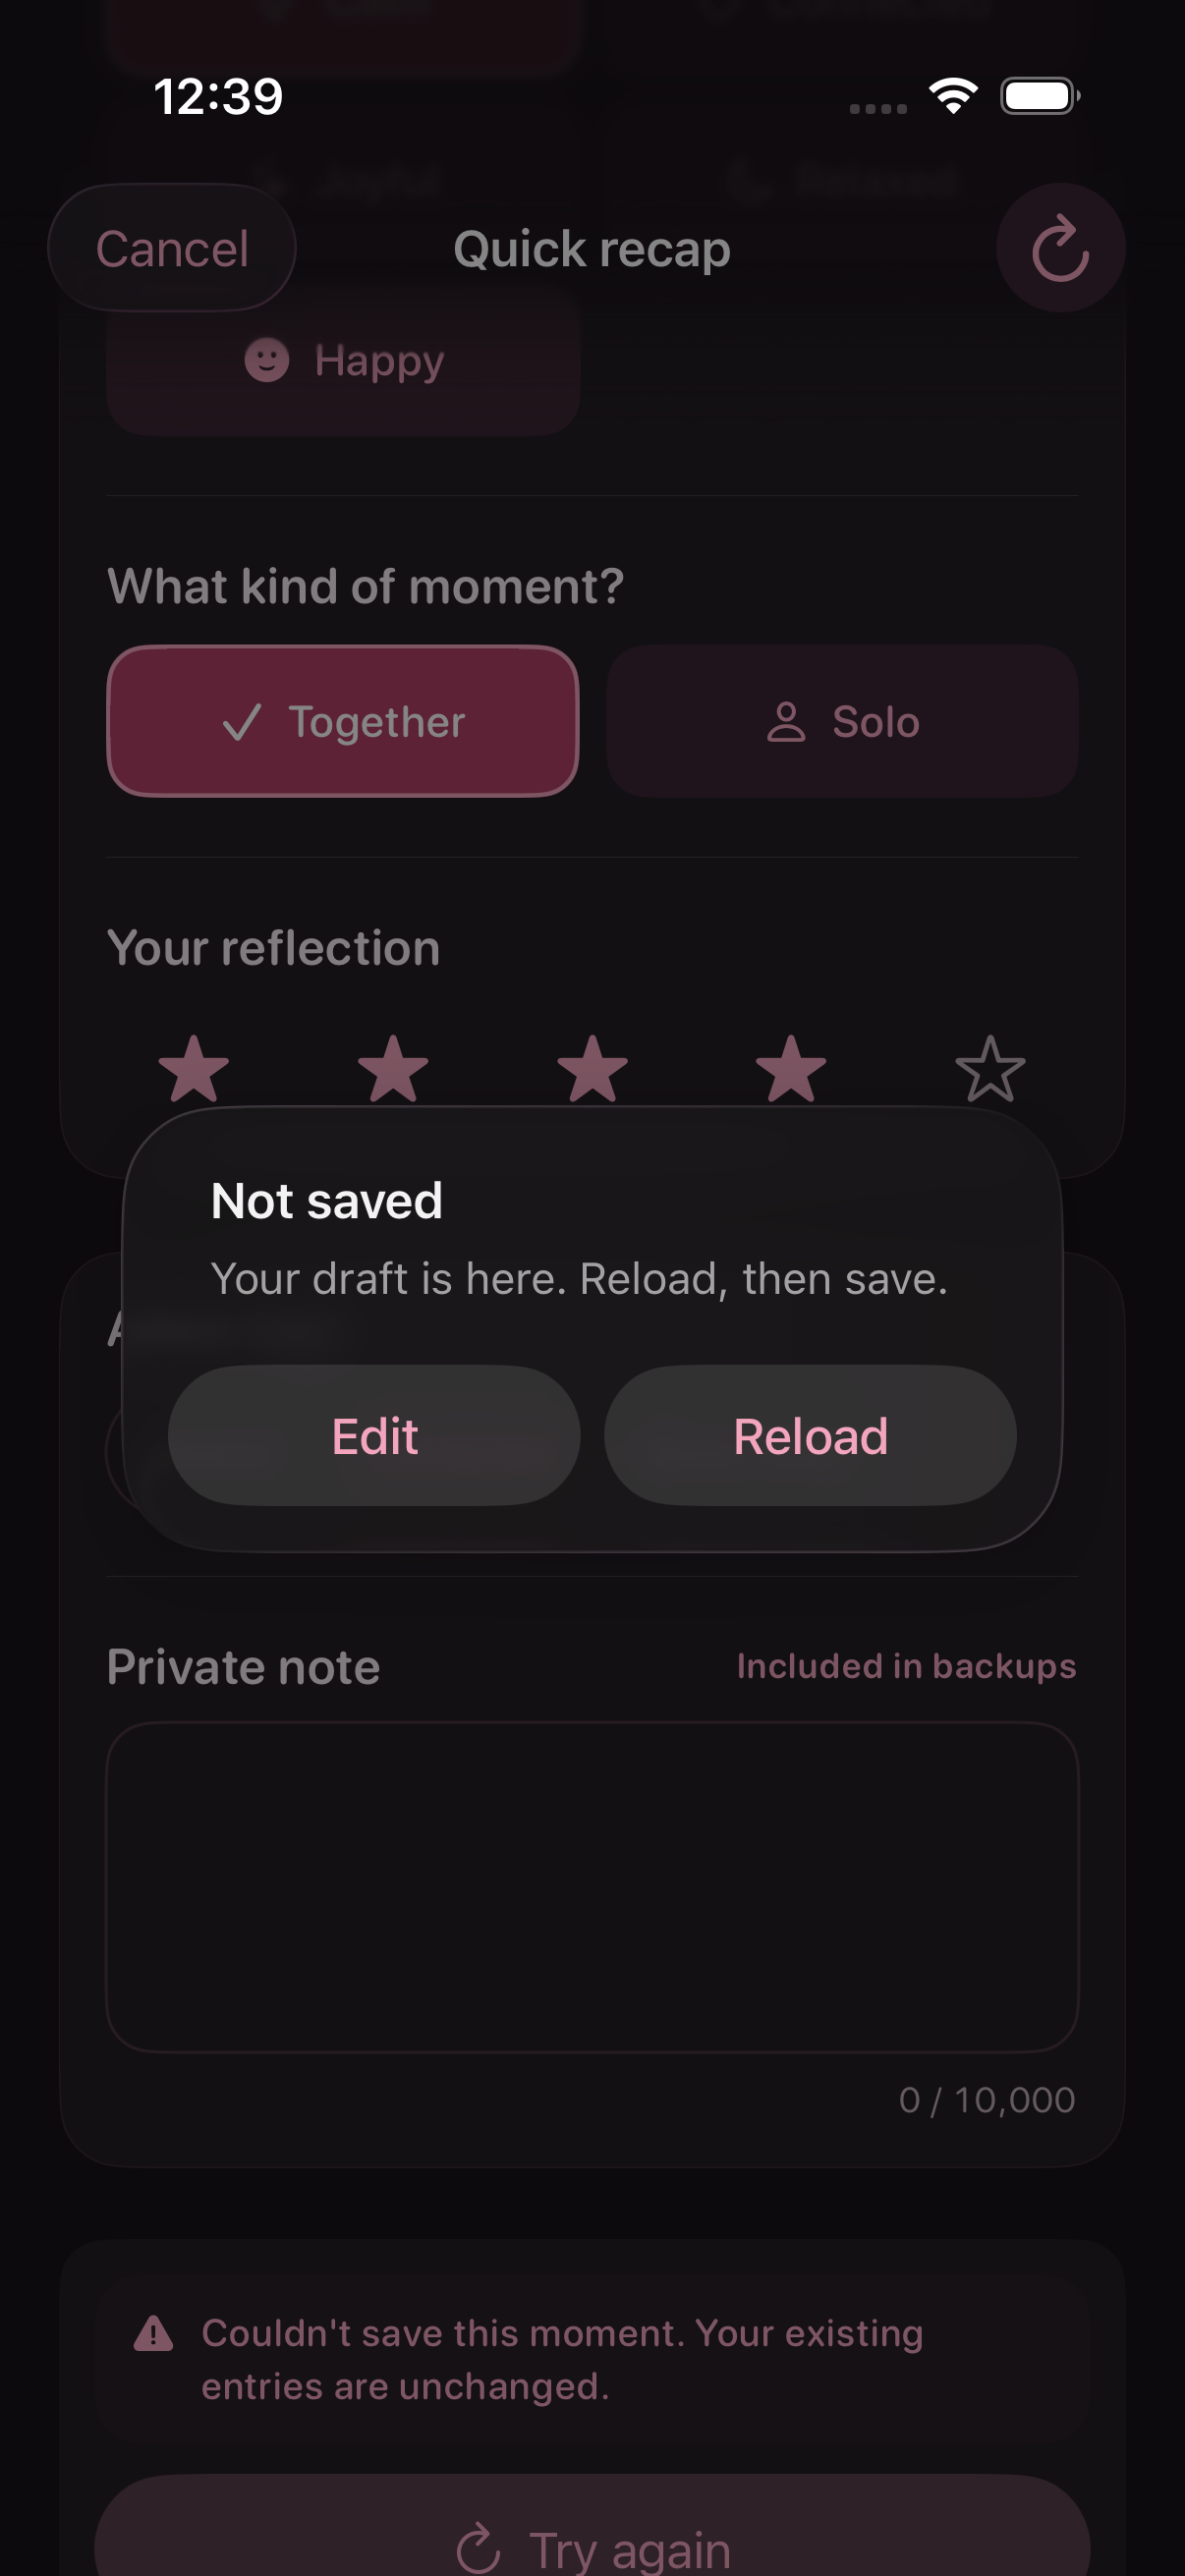 12:39
Joyful
Relaxed
Cancel
Quick recap
Happy
What kind of moment?
Together
Solo
Your reflection
Not saved
Your draft is here. Reload, then save.
Edit
Reload
Private note
Included in backups
0 / 10,000
Couldn't save this moment. Your existing
entries are unchanged.
Try again